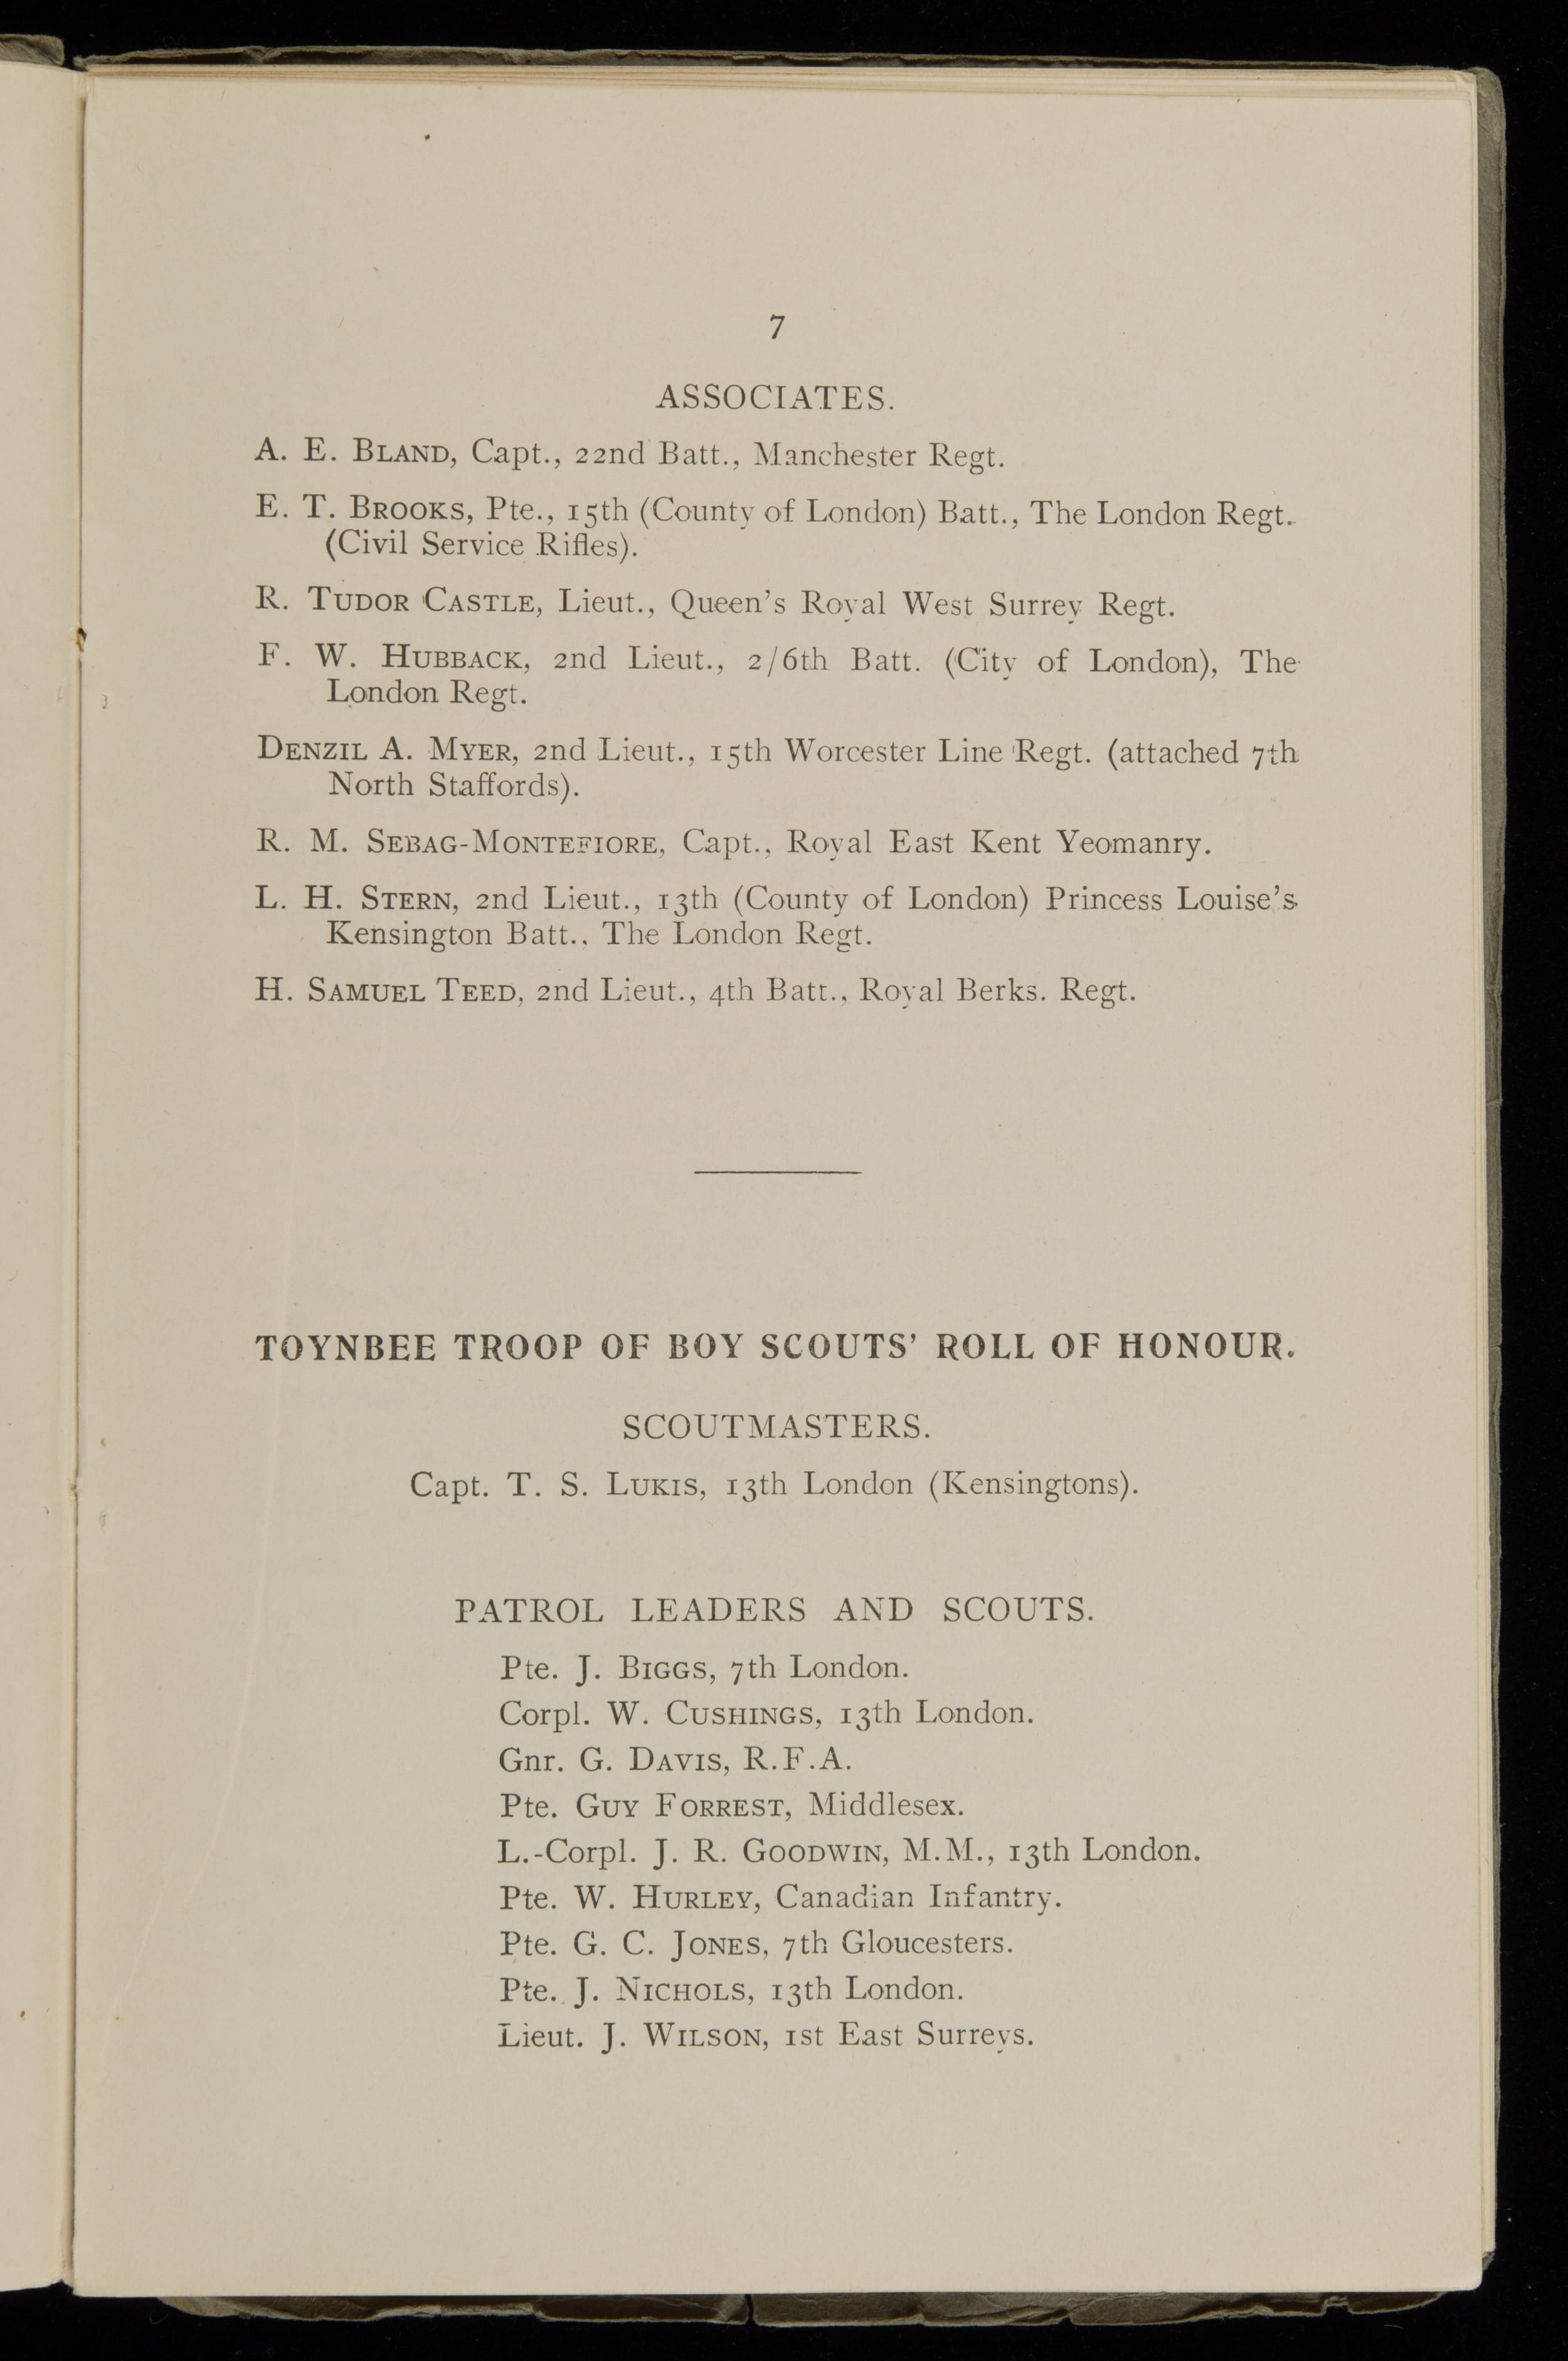 7
ASSOCIATES.
A. E. BLAND, Capt., 22nd Batt., Manchester Regt.
E. T. BROOKS, Pte., 15th (County of London) Batt., The London Regt.
(Civil Service Rifles).
R. TUDOR CASTLE, Lieut., Queen's Royal West Surrey Regt.
F. W. HUBBACK, 2nd Lieut., 2/6th Batt. (City of London), The
London Regt.
DENZIL A. MYER, 2nd Lieut., 15th Worcester Line Regt. (attached 7th
North Staffords).
R. M. SEBAG-MONTEFIORE, Capt., Royal East Kent Yeomanry.
L. H. STERN, 2nd Lieut., 13th (County of London) Princess Louise's
Kensington Batt., The London Regt.
H. SAMUEL TEED, 2nd Lieut., 4th Batt., Royal Berks. Regt.
TOYNBEE TROOP OF BOY SCOUTS' ROLL OF HONOUR.
SCOUTMASTERS.
Capt. T. S. LUKIS, 13th London (Kensingtons).
PATROL LEADERS AND SCOUTS.
Pte. J. BIGGS, 7th London.
Corpl. W. CUSHINGS, 13th London.
Gnr. G. DAVIS, R.F.A.
Pte. GUY FORREST, Middlesex.
L.-Corpl. J. R. GOODWIN, M.M., 13th London.
Pte. W. HURLEY, Canadian Infantry.
Pte. G. C. JONES, 7th Gloucesters.
Pte. J. NICHOLS, 13th London.
Lieut. J. WILSON, 1st East Surreys.